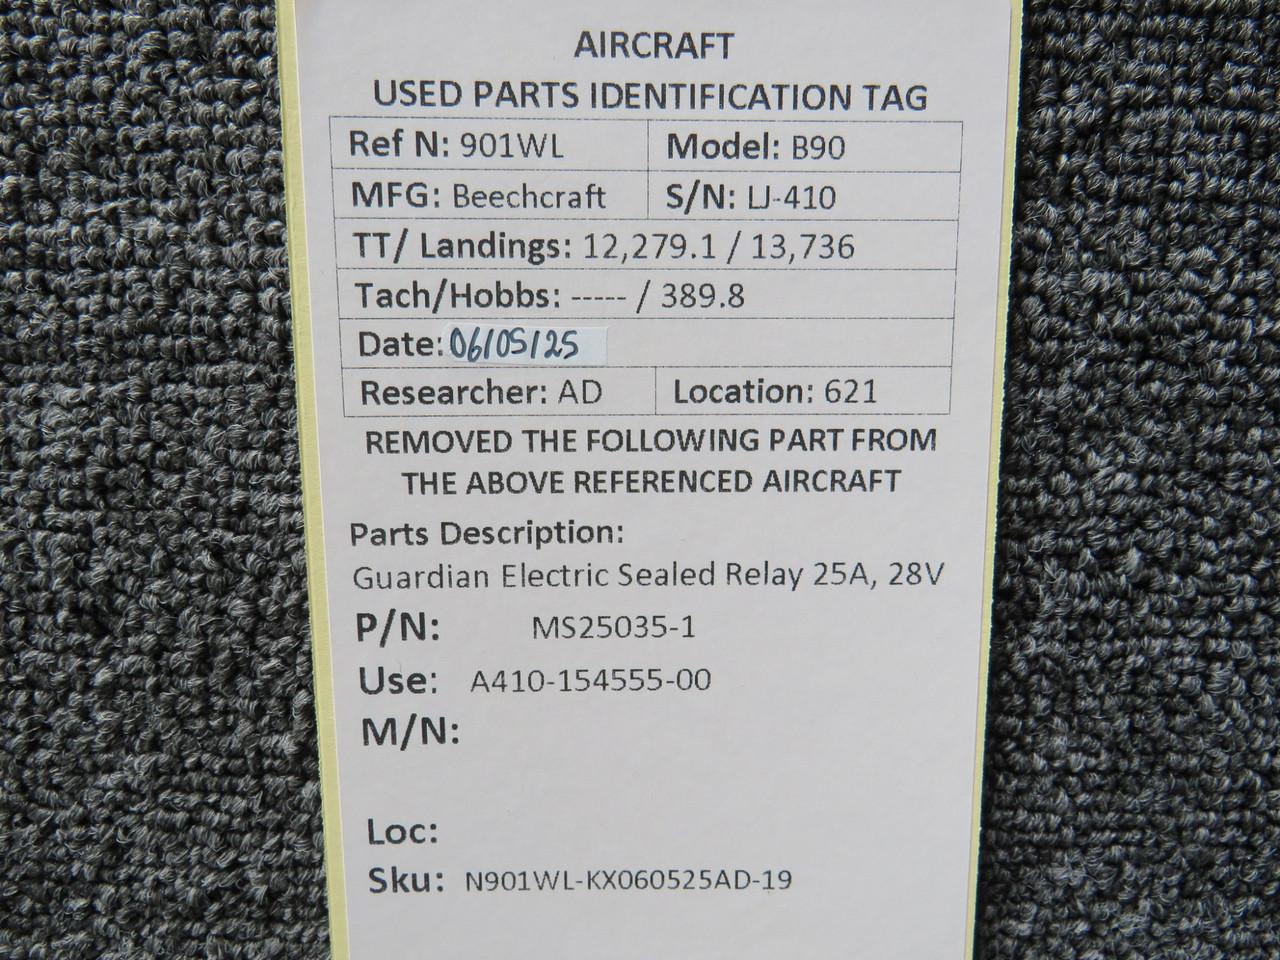 AIRCRAFT
USED PARTS IDENTIFICATION TAG
Ref N: 901WL Model: B90
MFG: Beechcraft S/N: LJ-410
TT/ Landings: 12,279.1 / 13,736
Tach/Hobbs: ----- / 389.8
Date: 06/05/25
Researcher: AD Location: 621
REMOVED THE FOLLOWING PART FROM
THE ABOVE REFERENCED AIRCRAFT
Parts Description:
Guardian Electric Sealed Relay 25A, 28V
P/N: MS25035-1
Use: A410-154555-00
M/N:
Loc:
Sku: N901WL-KX060525AD-19